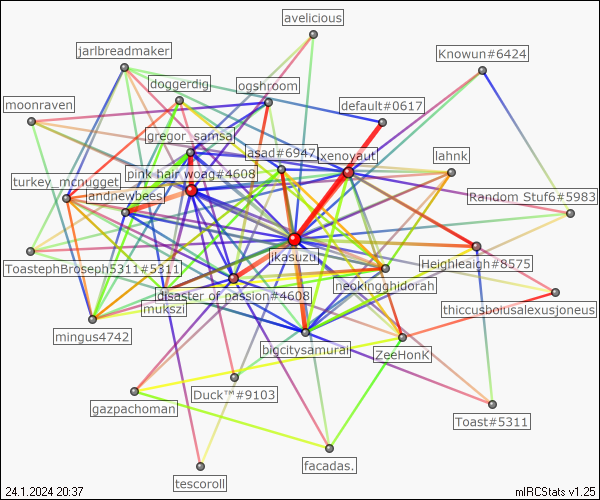 avelicious
jarlbreadmaker
Knowun#6424
doggerdig
ogshroom
moonraven
default#0617
gregor_samsa
asad#6947
xenoyaut
lahnk
turkey_mcnugget
pink hair woag#4608
andnewbees
Random Stuf6#5983
ikasuzu
ToastephBroseph5311#5311
Heighleaigh#8575
neokingghidorah
disaster or passion#4608
mukszi
thiccusboiusalexusjoneus
mingus4742
bigcitysamurai
ZeeHonK
Duck™#9103
gazpachoman
Toast#5311
facadas.
tescoroll
24.1.2024 20:37
mIRCStats v1.25